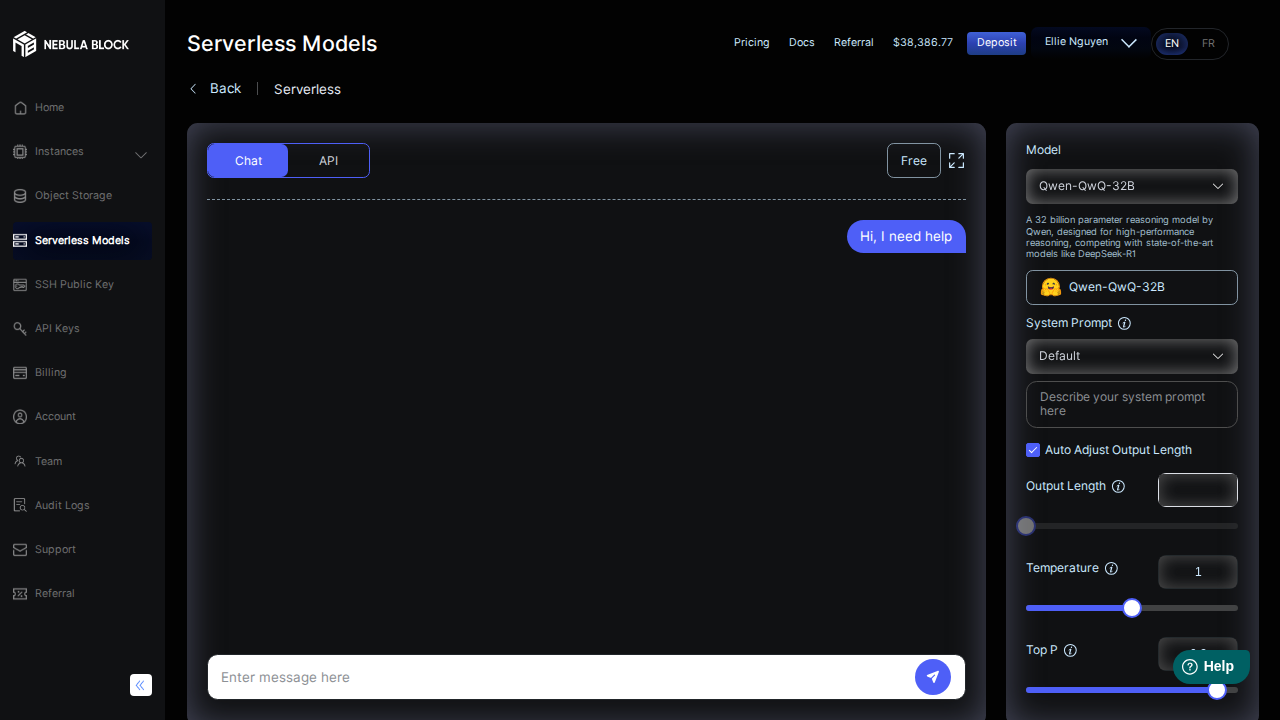 NEBULA BLOCK
Home
Instances
Object Storage
Serverless Models
SSH Public Key
API Keys
Billing
Account
Team
Audit Logs
Support
Referral
Serverless Models
Pricing
Docs
Referral
$38,386.77
Deposit
Ellie Nguyen
EN
FR
Back
Serverless
Chat
API
Free
Hi, I need help
Enter message here
Model
Qwen-QwQ-32B
A 32 billion parameter reasoning model by
Qwen, designed for high-performance
reasoning, competing with state-of-the-art
models like DeepSeek-R1
Qwen-QwQ-32B
System Prompt
Default
Describe your system prompt
here
Auto Adjust Output Length
Output Length
Temperature
1
Top P
Help